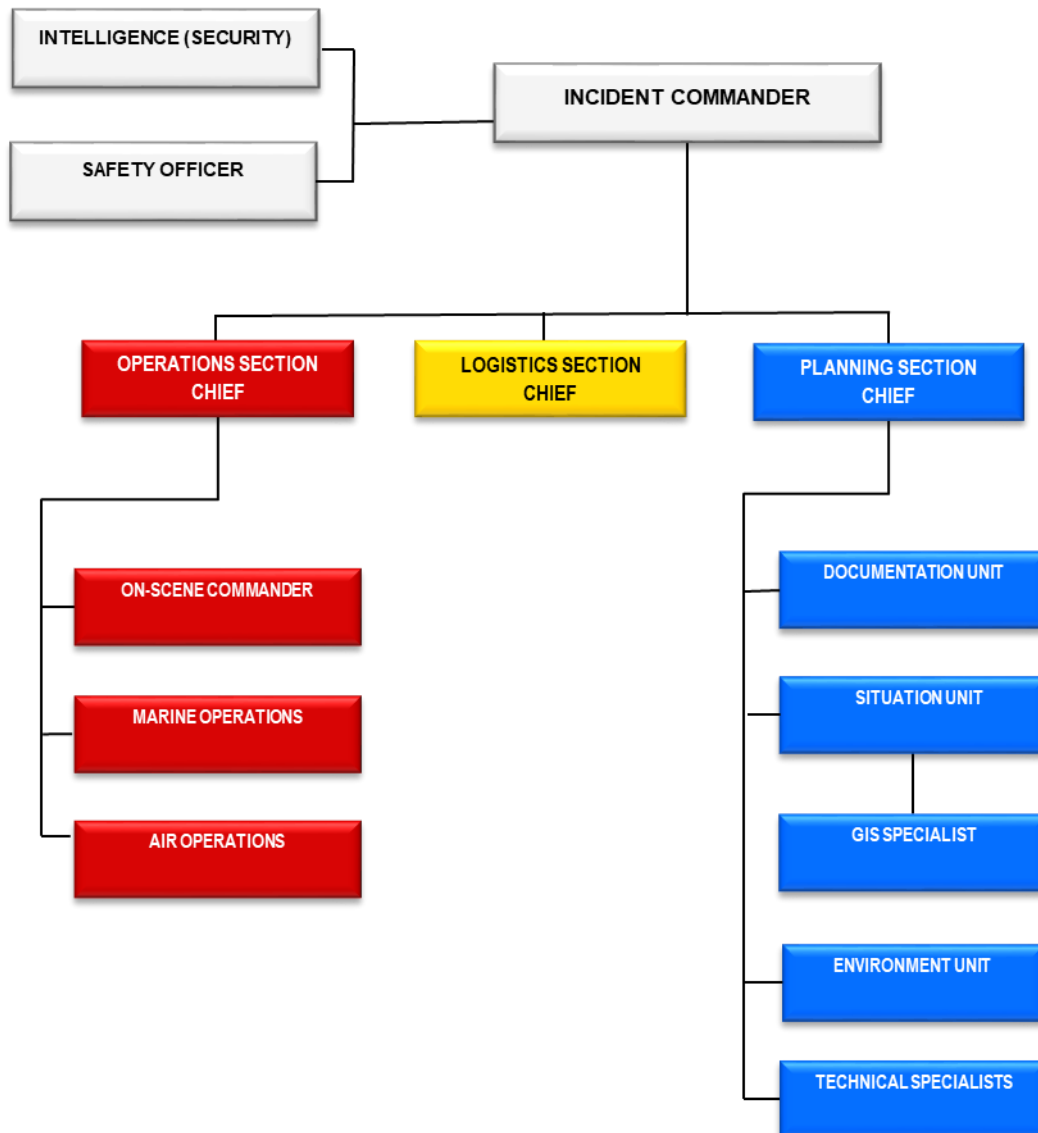 INTELLIGENCE (SECURITY)
INCIDENT COMMANDER
SAFETY OFFICER
OPERATIONS SECTION
CHIEF
LOGISTICS SECTION
CHIEF
PLANNING SECTION
CHIEF
ON-SCENE COMMANDER
MARINE OPERATIONS
AIR OPERATIONS
DOCUMENTATION UNIT
SITUATION UNIT
GIS SPECIALIST
ENVIRONMENT UNIT
TECHNICAL SPECIALISTS